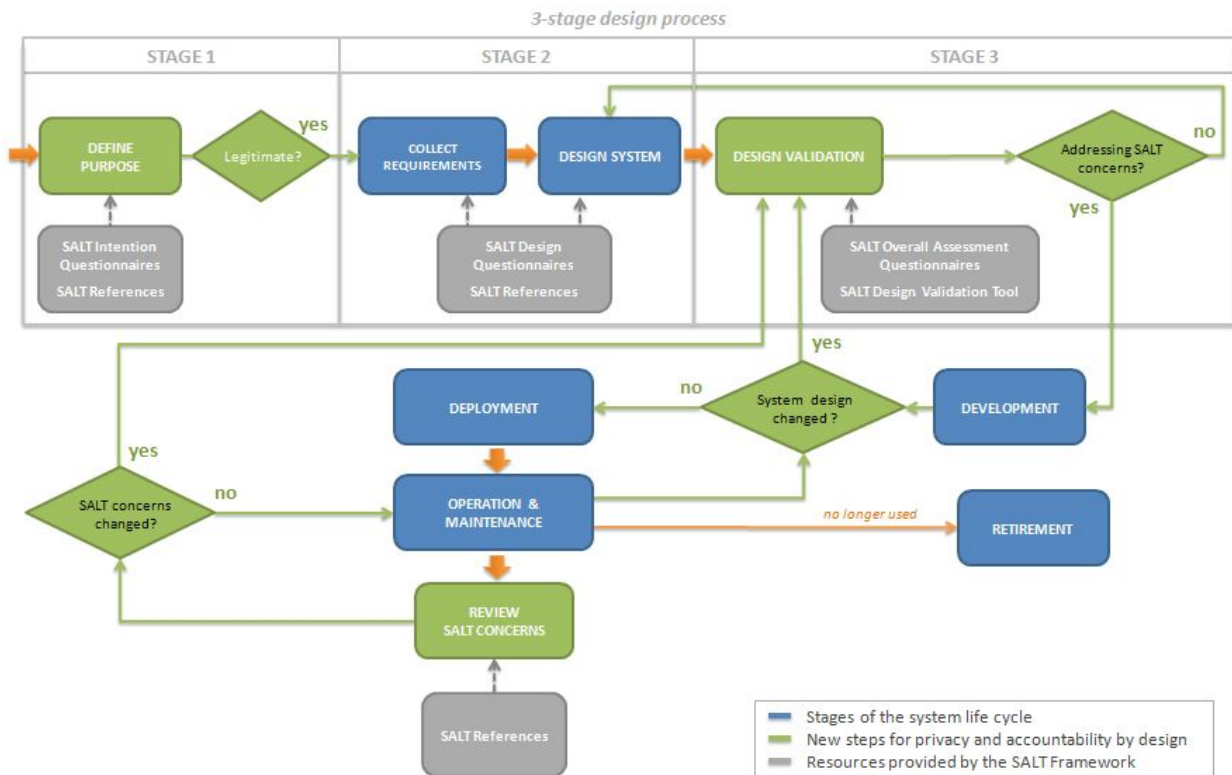 3-stage design process
STAGE 1
STAGE 2
STAGE 3
DEFINE
PURPOSE
Legitimate?
yes
COLLECT
REQUIREMENTS
DESIGN SYSTEM
DESIGN VALIDATION
Addressing SALT
concerns?
no
yes
SALT Intention
Questionnaires
SALT References
SALT Design
Questionnaires
SALT References
SALT Overall Assessment
Questionnaires
SALT Design Validation Tool
yes
no
DEPLOYMENT
System design
changed ?
DEVELOPMENT
yes
SALT concerns
changed?
no
OPERATION &
MAINTENANCE
no longer used
RETIREMENT
REVIEW
SALT CONCERNS
SALT References
Stages of the system life cycle
New steps for privacy and accountability by design
Resources provided by the SALT Framework